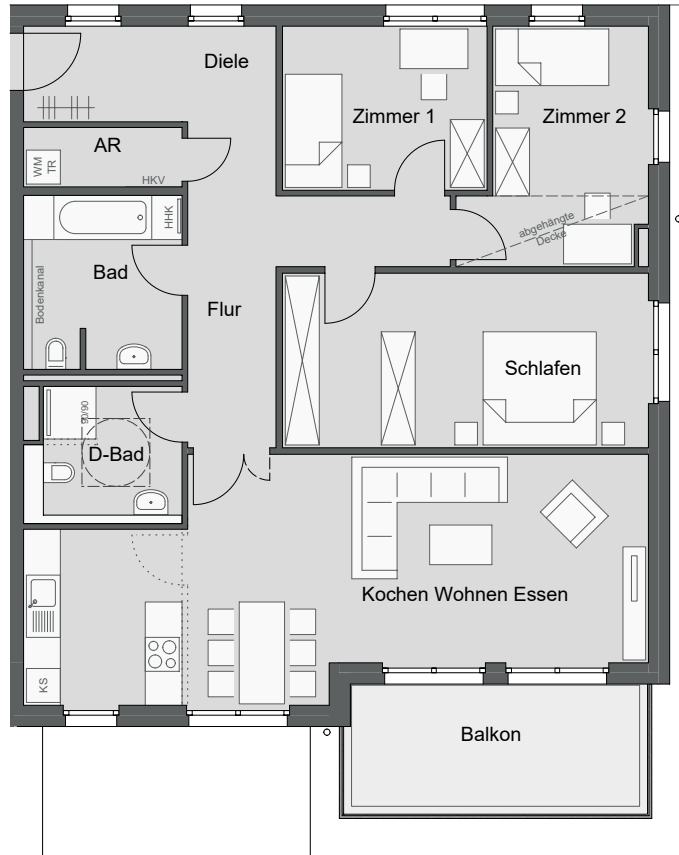 Diele
Zimmer 1
Zimmer 2
AR
WM
TR
HKV
HHK
abgehängte
Decke
Bad
Bodenkanal
Flur
Schlafen
90/90
D-Bad
Kochen Wohnen Essen
KS
Balkon